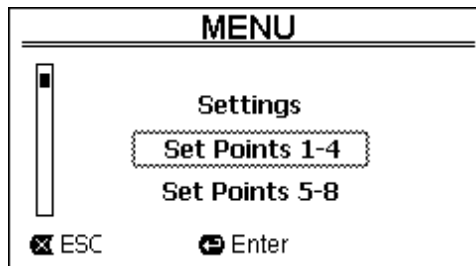 MENU
Settings
Set Points 1-4
Set Points 5-8
ESC Enter